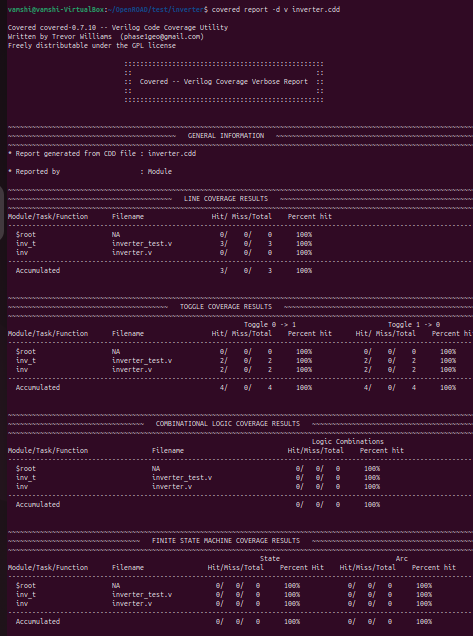 vamshi@vamshi-VirtualBox:~/OpenROAD/test/inverter$ covered report -d v inverter.cdd
Covered covered-0.7.10 -- Verilog Code Coverage Utility
Written by Trevor Williams  (phase1geo@gmail.com)
Freely distributable under the GPL license
::::::::::::::::::::::::::::::::::::::::::::::::::
::                                              ::
::  Covered -- Verilog Coverage Verbose Report  ::
::                                              ::
::::::::::::::::::::::::::::::::::::::::::::::::::
GENERAL INFORMATION
* Report generated from CDD file : inverter.cdd
* Reported by                    : Module
LINE COVERAGE RESULTS
Module/Task/Function      Filename                 Hit/ Miss/Total    Percent hit
$root                   NA                         0/    0/    0      100%
inv_t                   inverter_test.v            3/    0/    3      100%
inv                     inverter.v                 0/    0/    0      100%
Accumulated                                        3/    0/    3      100%
TOGGLE COVERAGE RESULTS
Toggle 0 -> 1                       Toggle 1 -> 0
Module/Task/Function      Filename                 Hit/ Miss/Total    Percent hit      Hit/ Miss/Total    Percent hi
$root                   NA                         0/    0/    0      100%             0/    0/    0      100%
inv_t                   inverter_test.v            2/    0/    2      100%             2/    0/    2      100%
inv                     inverter.v                 2/    0/    2      100%             2/    0/    2      100%
Accumulated                                        4/    0/    4      100%             4/    0/    4      100%
COMBINATIONAL LOGIC COVERAGE RESULTS
Logic Combinations
Module/Task/Function                Filename                          Hit/Miss/Total    Percent hit
$root                             NA                                  0/   0/   0      100%
inv_t                             inverter_test.v                     0/   0/   0      100%
inv                               inverter.v                          0/   0/   0      100%
Accumulated                                                           0/   0/   0      100%
FINITE STATE MACHINE COVERAGE RESULTS
State                             Arc
Module/Task/Function      Filename                Hit/Miss/Total    Percent Hit    Hit/Miss/Total    Percent hit
$root                   NA                        0/   0/   0      100%            0/   0/   0      100%
inv_t                   inverter_test.v           0/   0/   0      100%            0/   0/   0      100%
inv                     inverter.v                0/   0/   0      100%            0/   0/   0      100%
Accumulated                                       0/   0/   0      100%            0/   0/   0      100%